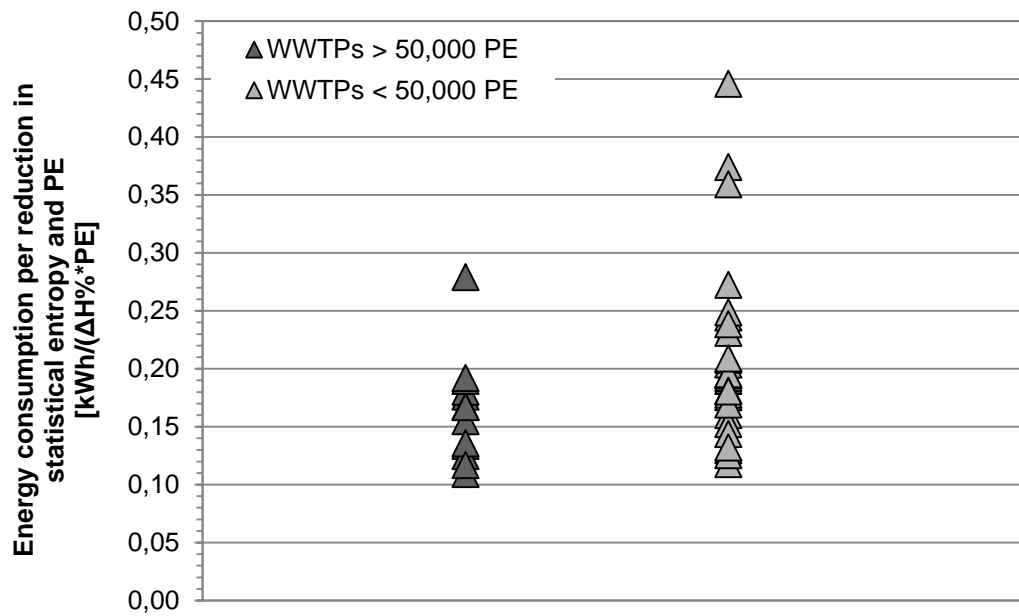 Energy consumption per reduction in
statistical entropy and PE
[kWh/(ΔH%*PE]
0,50
0,45
0,40
0,35
0,30
0,25
0,20
0,15
0,10
0,05
0,00
WWTPs > 50,000 PE
WWTPs < 50,000 PE